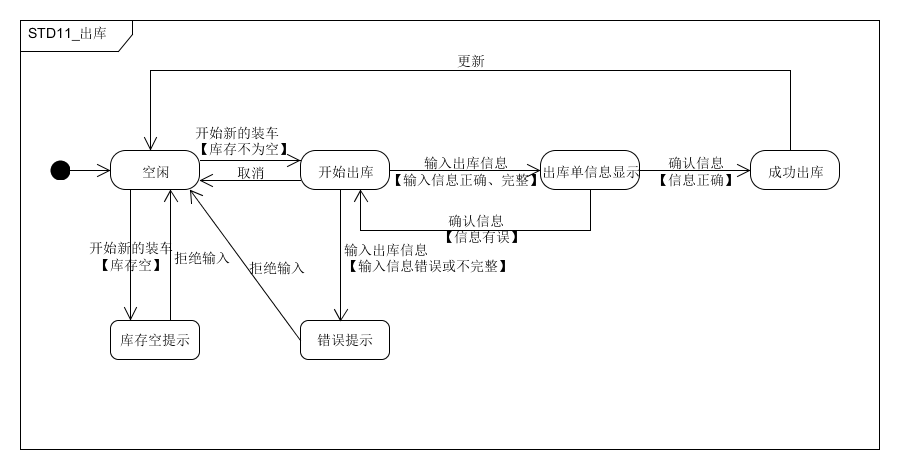 STD11_出库
更新
开始新的装车
【库存不为空】
空闲
取消
开始出库
输入出库信息
【输入信息正确、完整】
出库单信息显示
确认信息
【信息正确】
成功出库
确认信息
【信息有误】
开始新的装车
【库存空】
拒绝输入
拒绝输入
输入出库信息
【输入信息错误或不完整】
库存空提示
错误提示